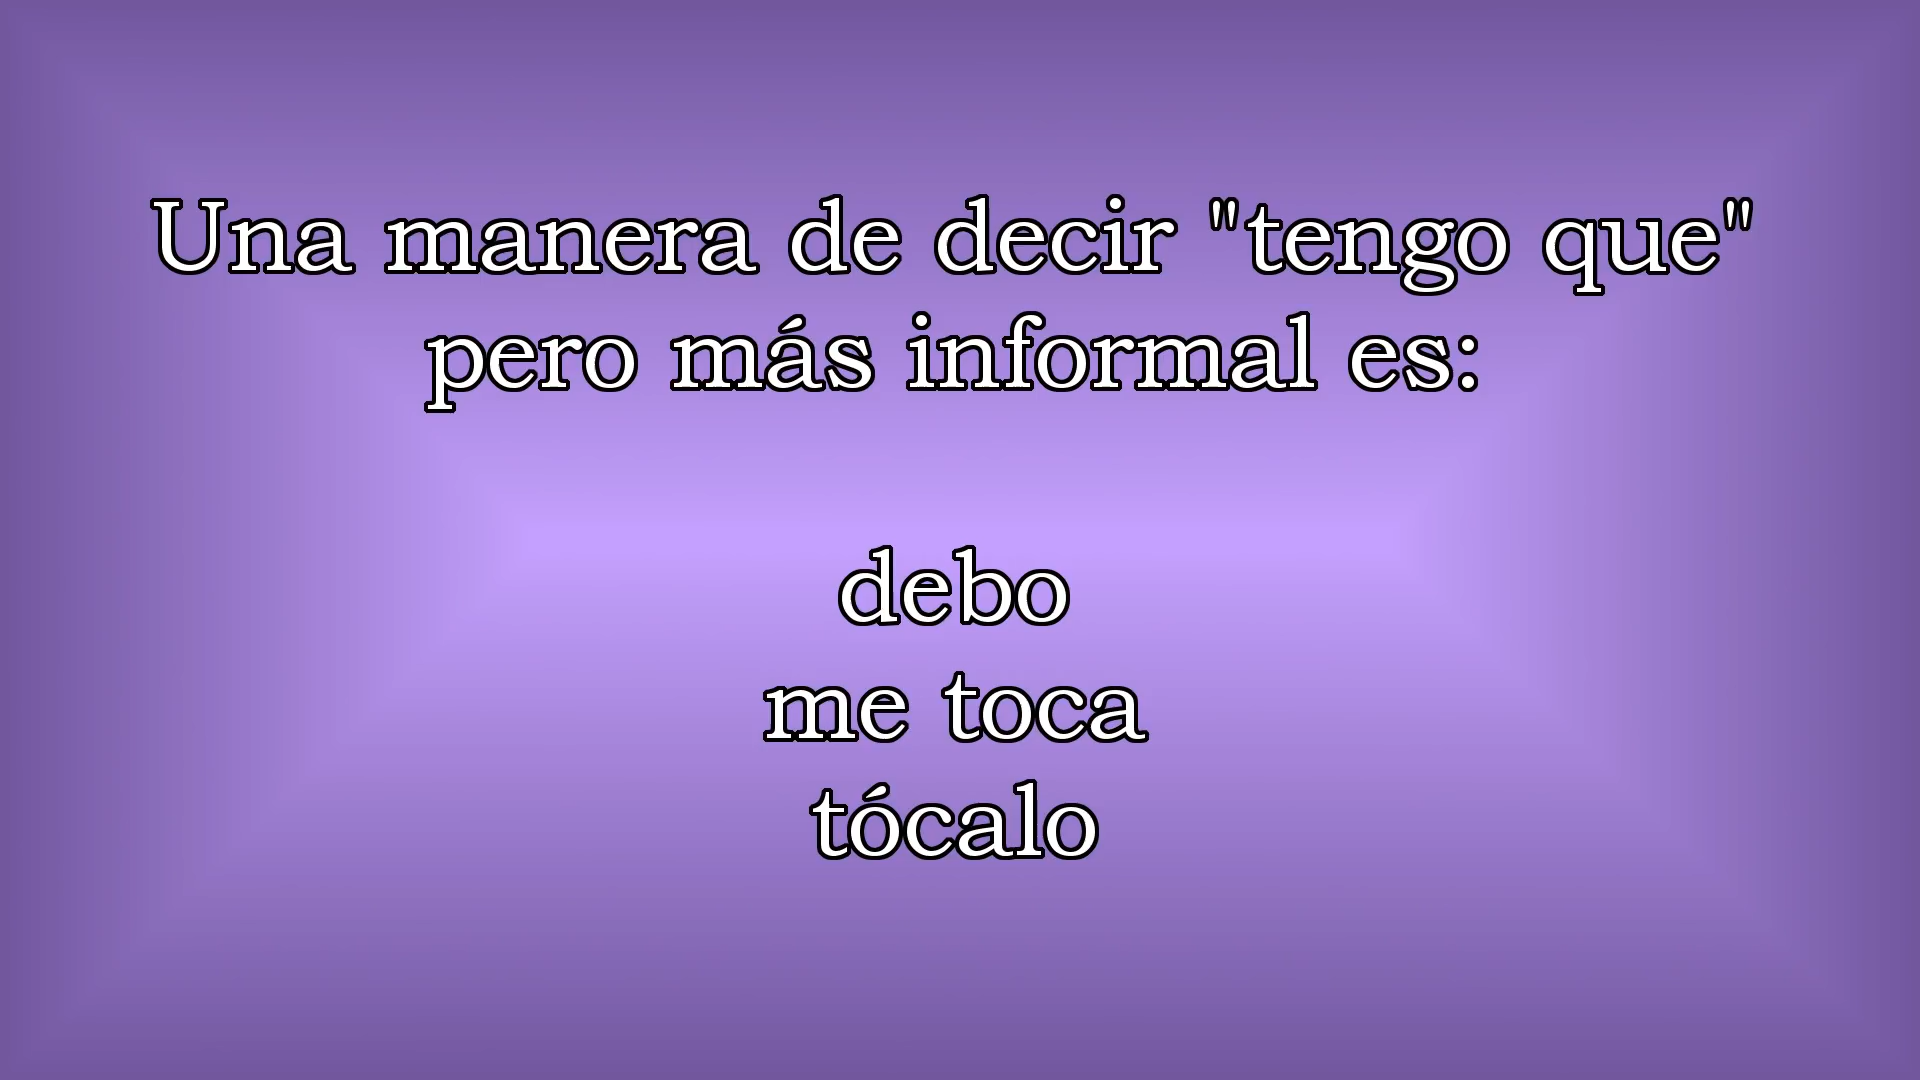 Una manera de decir "tengo que"
pero más informal es:
debo
me toca
tócalo